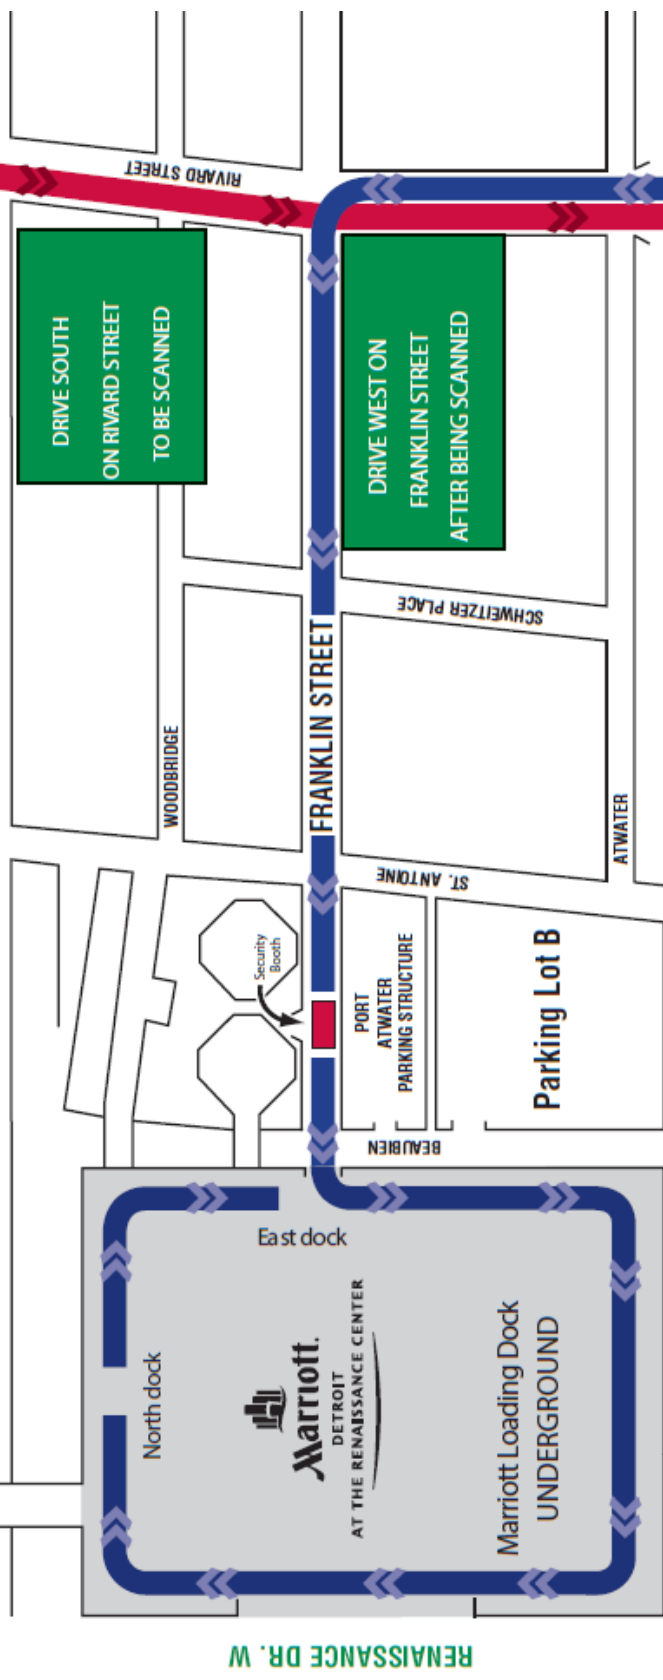 RIVARD STREET
DRIVE SOUTH
ON RIVARD STREET
TO BE SCANNED
DRIVE WEST ON
FRANKLIN STREET
AFTER BEING SCANNED
SCHWEITZER PLACE
FRANKLIN STREET
WOODBRIDGE
ATWATER
ST. ANTOINE
Security
Booth
PORT
ATWATER
PARKING STRUCTURE
Parking Lot B
BEAUBIEN
East dock
North dock
Marriott.
DETROIT
AT THE RENAISSANCE CENTER
Marriott Loading Dock
UNDERGROUND
RENAISSANCE DR. W